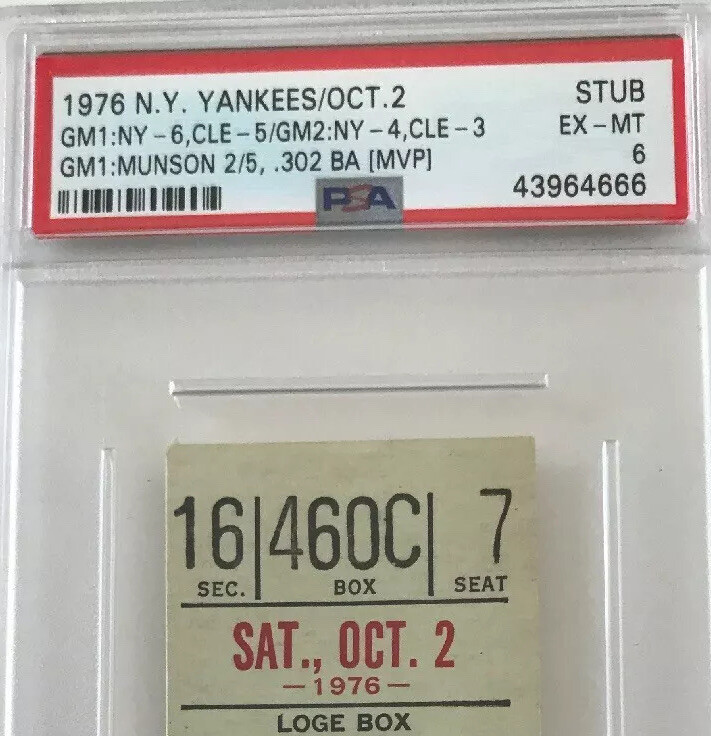 1976 N.Y. YANKEES/OCT.2 STUB
GM1:NY-6,CLE-5/GM2:NY-4,CLE-3 EX-MT
GM1:MUNSON 2/5, .302 BA [MVP] 6
PSA 43964666
16 460C 7
SEC. BOX SEAT
SAT., OCT. 2
—1976—
LOGE BOX